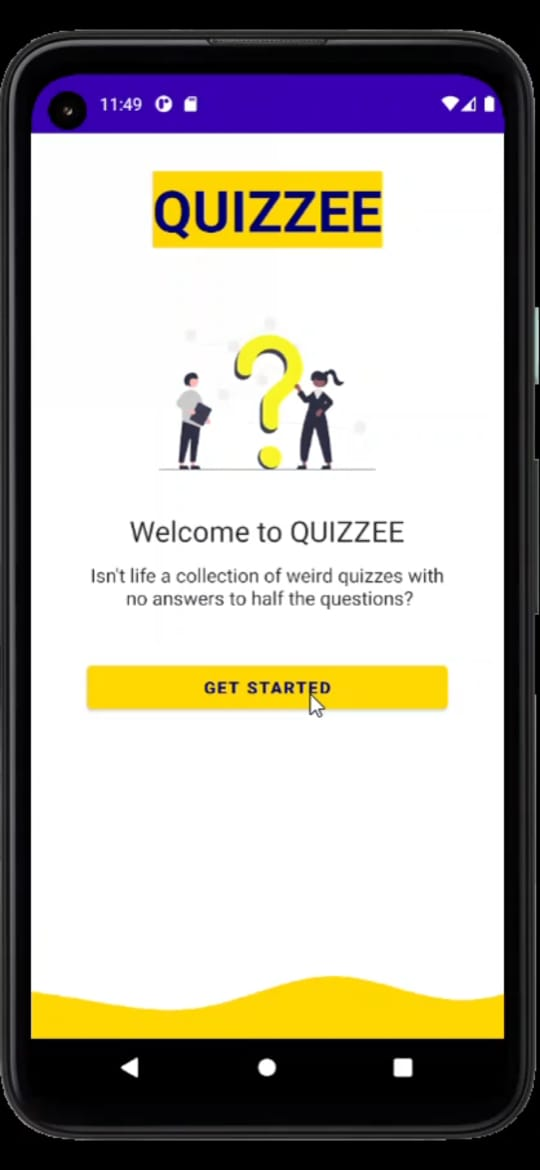 11:49
QUIZZEE
Welcome to QUIZZEE
Isn't life a collection of weird quizzes with
no answers to half the questions?
GET STARTED